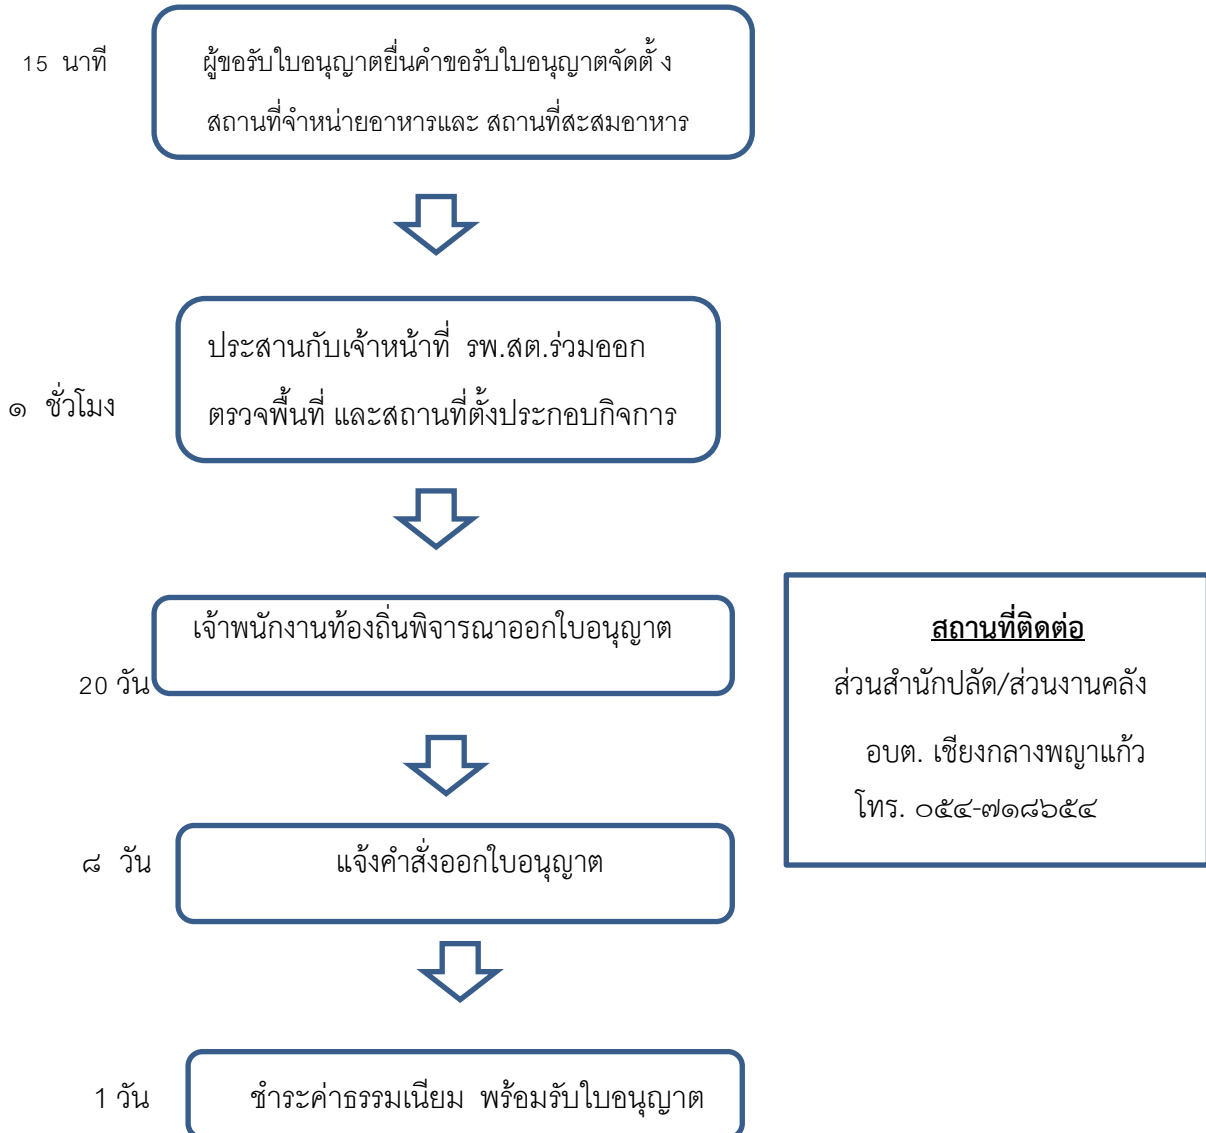 15 นาที
ผู้ขอรับใบอนุญาตยื่นคำขอรับใบอนุญาตจัดตั้ ง
สถานที่จำหน่ายอาหารและ สถานที่สะสมอาหาร
๑ ชั่วโมง
ประสานกับเจ้าหน้าที่ รพ.สต.ร่วมออก
ตรวจพื้นที่ และสถานที่ตั้งประกอบกิจการ
20 วัน
เจ้าพนักงานท้องถิ่นพิจารณาออกใบอนุญาต
๘ วัน
แจ้งคำสั่งออกใบอนุญาต
1 วัน
ชำระค่าธรรมเนียม พร้อมรับใบอนุญาต
สถานที่ติดต่อ
ส่วนสำนักปลัด/ส่วนงานคลัง
อบต. เชียงกลางพญาแก้ว
โทร. ๐๕๔-๗๑๘๖๕๔